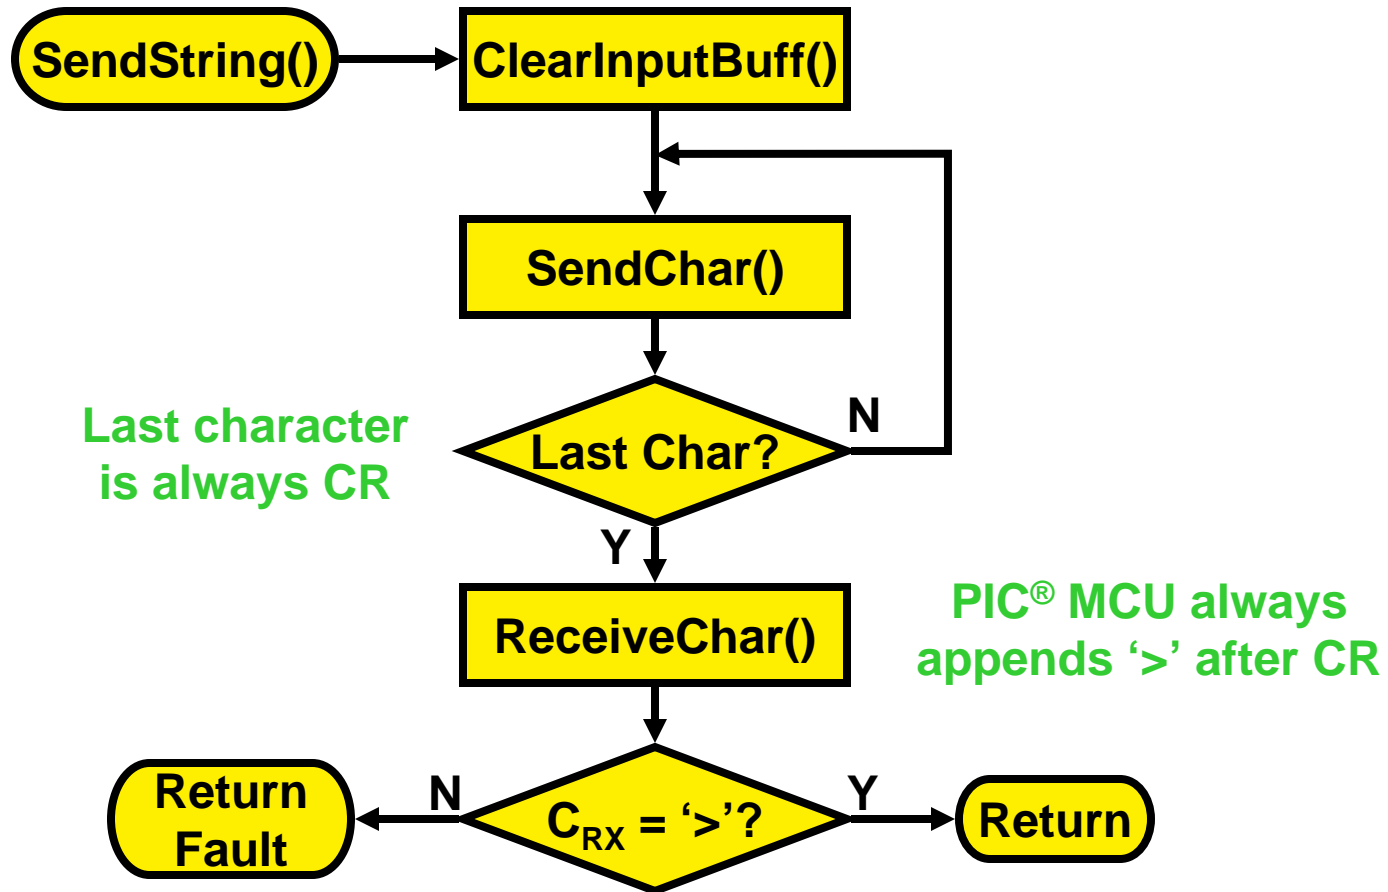 SendString()
ClearInputBuff()
SendChar()
Last character
is always CR
Last Char?
N
Y
ReceiveChar()
PIC® MCU always
appends ‘>’ after CR
Return
Fault
N
C_RX = ‘>’?
Y
Return